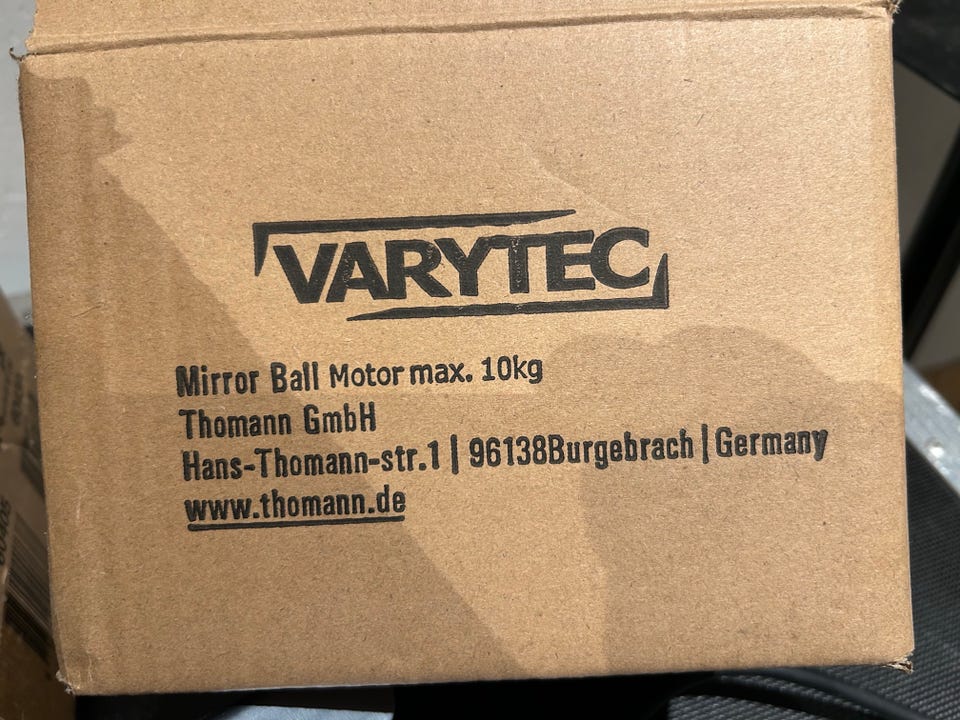 VARYTEC
Mirror Ball Motor max. 10kg
Thomann GmbH
Hans-Thomann-str.1 | 96138Burgebrach | Germany
www.thomann.de